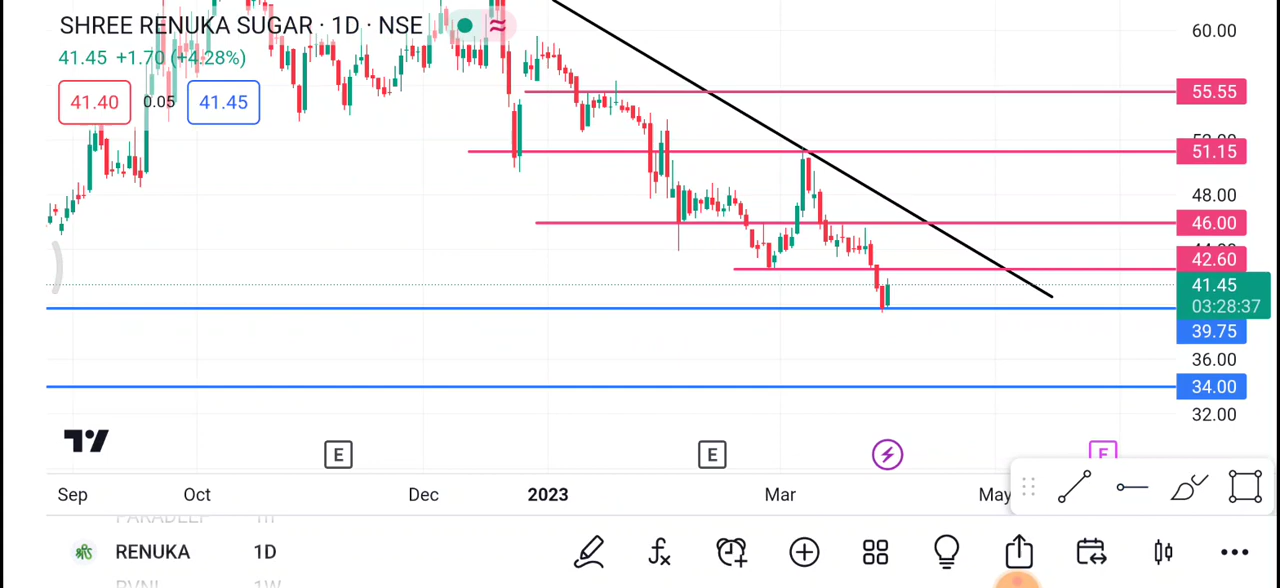 SHREE RENUKA SUGAR · 1D · NSE
41.45 +1.70 (+4.28%)
41.40 0.05 41.45
60.00
55.55
51.15
48.00
46.00
42.60
41.45
03:28:37
39.75
36.00
34.00
32.00
E E
Sep Oct Dec 2023 Mar May
RENUKA 1D